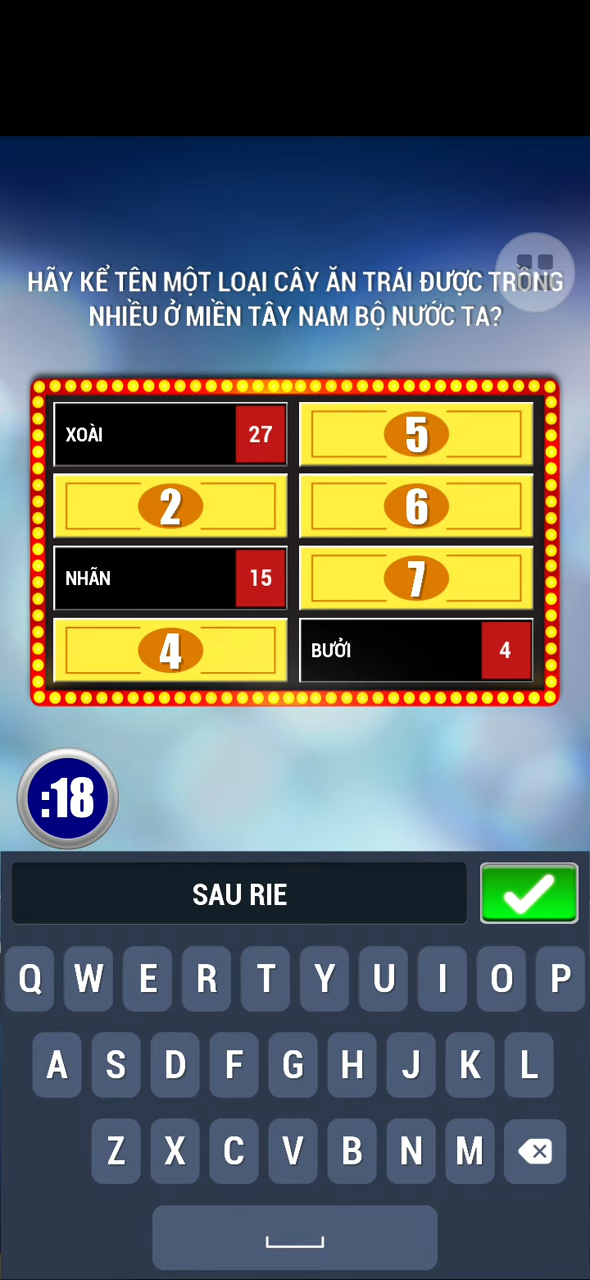 HÃY KỂ TÊN MỘT LOẠI CÂY ĂN TRÁI ĐƯỢC TRỒNG
NHIỀU Ở MIỀN TÂY NAM BỘ NƯỚC TA?
XOÀI 27
5
2
6
NHÃN 15
7
4
BƯỞI 4
:18
SAU RIE
Q W E R T Y U I O P
A S D F G H J K L
Z X C V B N M